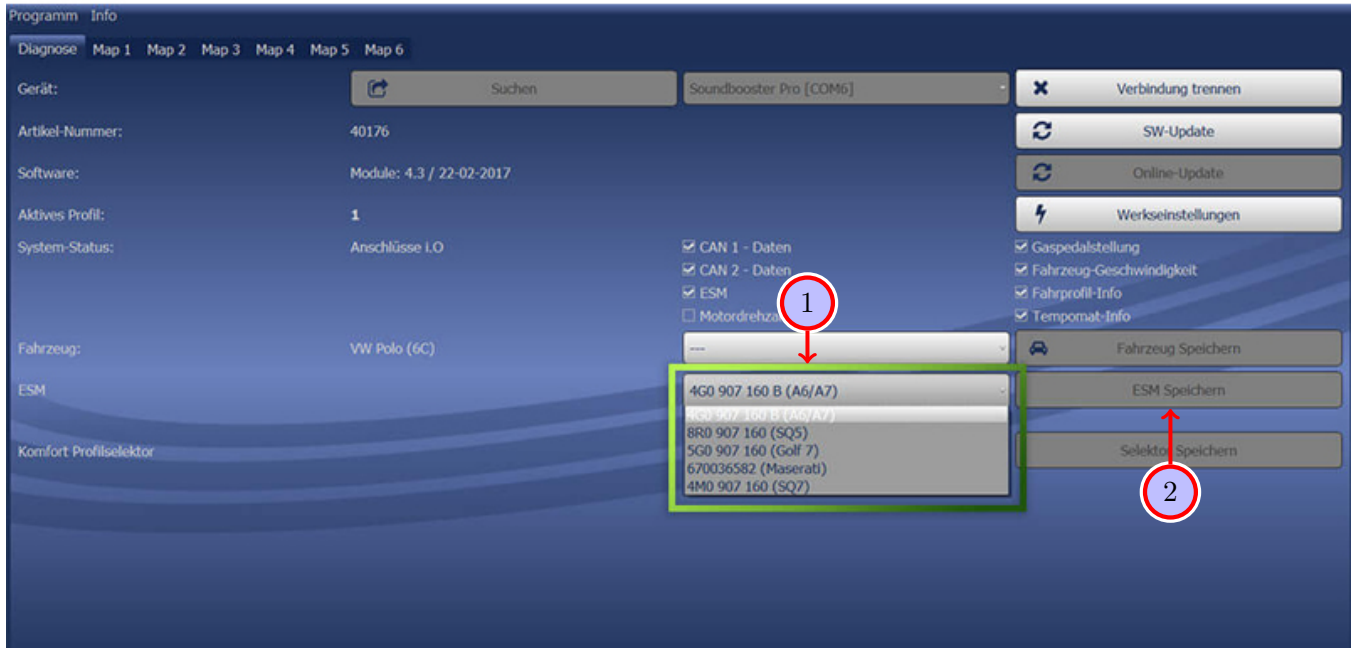 Programm Info
Diagnose Map 1 Map 2 Map 3 Map 4 Map 5 Map 6
Gerät: Suchen Soundbooster Pro [COM6] Verbindung trennen
Artikel-Nummer: 40176 SW-Update
Software: Module: 4.3 / 22-02-2017 Online-Update
Aktives Profil: 1 Werkseinstellungen
System-Status: Anschlüsse i.O CAN 1 - Daten Gaspedalstellung
CAN 2 - Daten Fahrzeug-Geschwindigkeit
ESM Fahrprofil-Info
1
Tempomat-Info
Fahrzeug: VW Polo (6C) --- Fahrzeug Speichern
ESM 4G0 907 160 B (A6/A7) ESM Speichern
4G0 907 160 B (A6/A7)
8R0 907 160 (SQ5)
Komfort Profilselektor 5G0 907 160 (Golf 7) Selektor Speichern
670036582 (Maserati)
4M0 907 160 (SQ7)
2